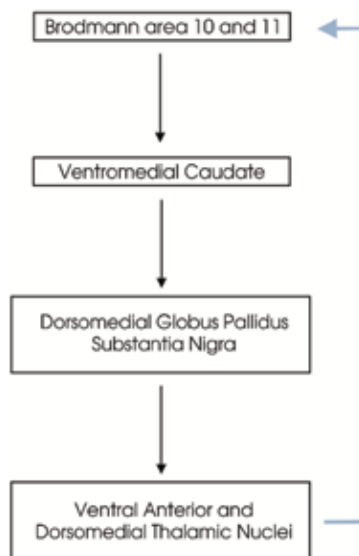 Brodmann area 10 and 11
Ventromedial Caudate
Dorsomedial Globus Pallidus
Substantia Nigra
Ventral Anterior and
Dorsomedial Thalamic Nuclei